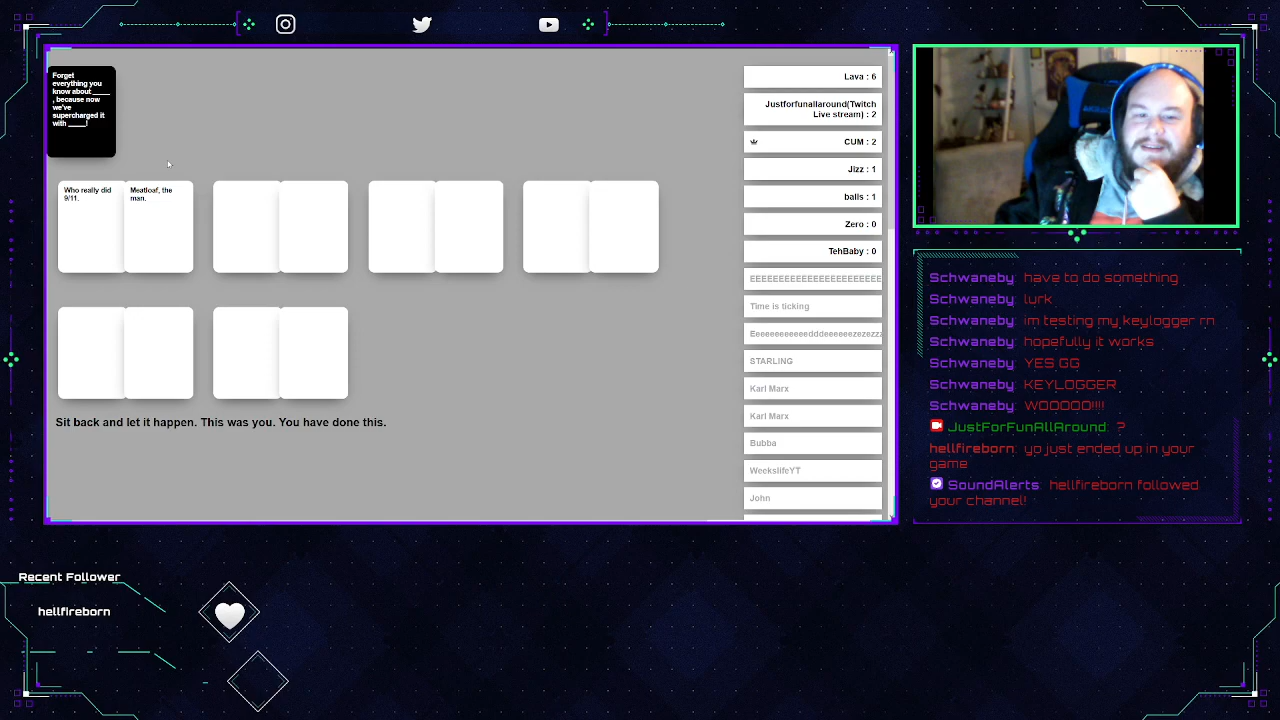 Forget
everything you
know about ____
, because now
we've
supercharged it
with ____!
Who really did
9/11.
Meatloaf, the
man.
Sit back and let it happen. This was you. You have done this.
Lava : 6
Justforfunallaround(Twitch
Live stream) : 2
CUM : 2
Jizz : 1
balls : 1
Zero : 0
TehBaby : 0
Time is ticking
STARLING
Karl Marx
Karl Marx
Bubba
WeekslifeYT
John
Schwaneby: have to do something
Schwaneby: lurk
Schwaneby: im testing my keylogger rn
Schwaneby: hopefully it works
Schwaneby: YES GG
Schwaneby: KEYLOGGER
Schwaneby: WOOOOO!!!!
JustForFunAllAround: ?
hellfireborn: yo just ended up in your
game
SoundAlerts: hellfireborn followed
your channel!
Recent Follower
hellfireborn